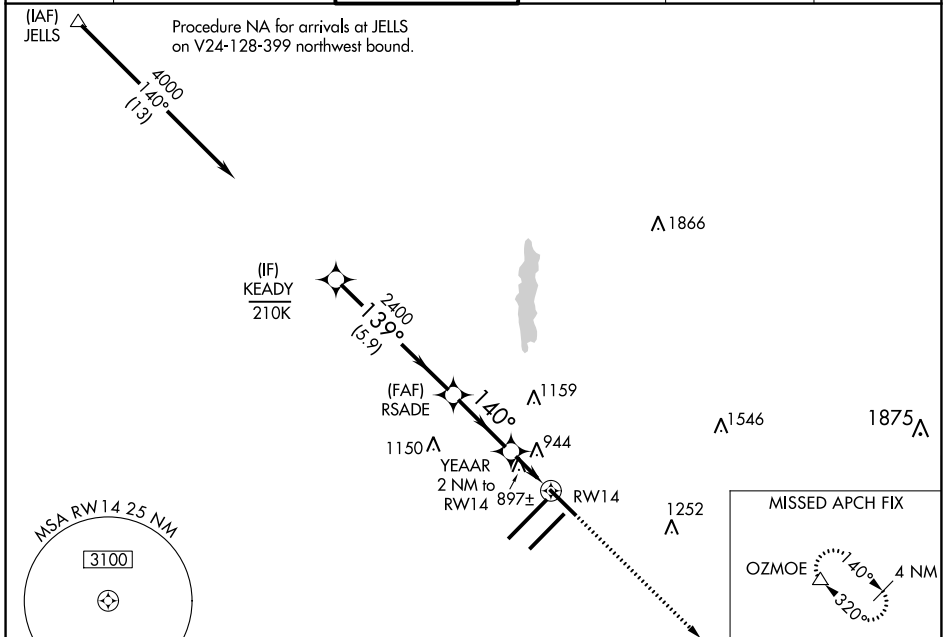 (IAF)
JELLS
Procedure NA for arrivals at JELLS
on V24-128-399 northwest bound.
4000
140°
(13)
1866
(IF)
KEADY
210K
2400
139°
(5.9)
(FAF)
RSADE
140°
1159
1546
1875
1150
944
YEAAR
2 NM to
RW14
897±
RW14
1252
MSA RW14 25 NM
3100
MISSED APCH FIX
OZMOE
140°
4 NM
320°